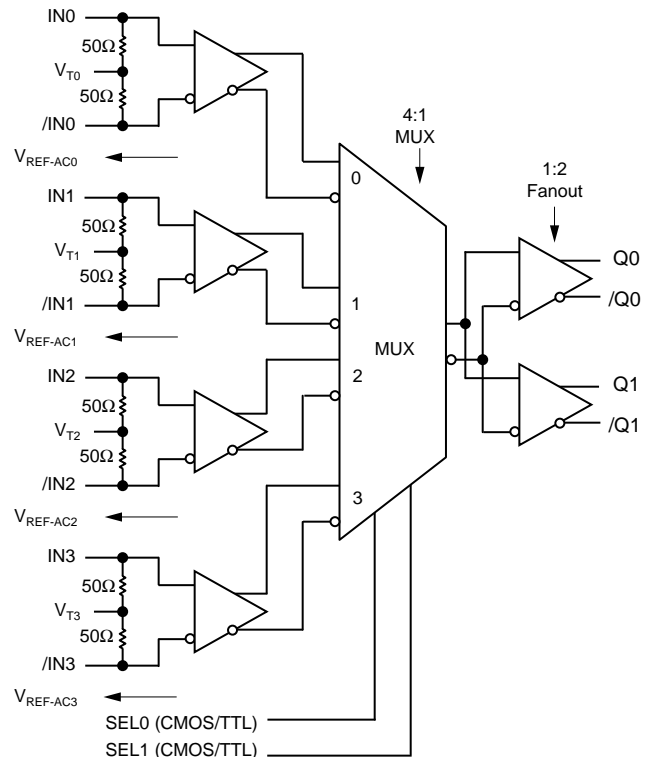 IN0
50Ω
VT0
50Ω
/IN0
VREF-AC0
IN1
50Ω
VT1
50Ω
/IN1
VREF-AC1
IN2
50Ω
VT2
50Ω
/IN2
VREF-AC2
IN3
50Ω
VT3
50Ω
/IN3
VREF-AC3
SEL0 (CMOS/TTL)
SEL1 (CMOS/TTL)
4:1
MUX
0
1
2
3
MUX
1:2
Fanout
Q0
/Q0
Q1
/Q1